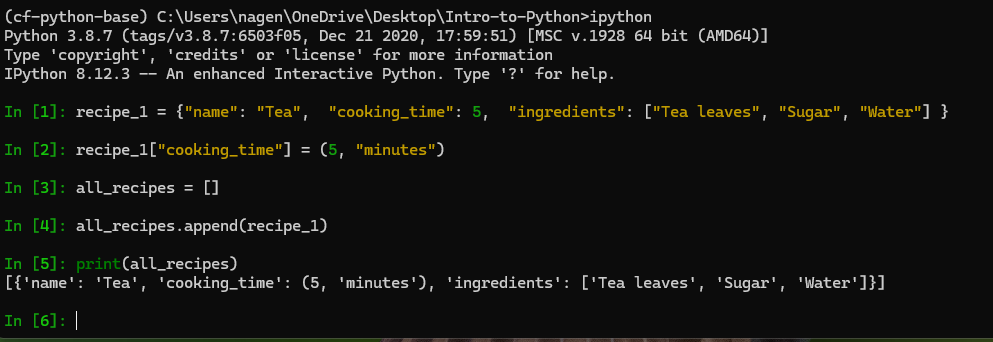 (cf-python-base) C:\Users\nagen\OneDrive\Desktop\Intro-to-Python>ipython
Python 3.8.7 (tags/v3.8.7:6503f05, Dec 21 2020, 17:59:51) [MSC v.1928 64 bit (AMD64)]
Type 'copyright', 'credits' or 'license' for more information
IPython 8.12.3 -- An enhanced Interactive Python. Type '?' for help.
In [1]: recipe_1 = {"name": "Tea",  "cooking_time": 5,  "ingredients": ["Tea leaves", "Sugar", "Water"] }
In [2]: recipe_1["cooking_time"] = (5, "minutes")
In [3]: all_recipes = []
In [4]: all_recipes.append(recipe_1)
In [5]: print(all_recipes)
[{'name': 'Tea', 'cooking_time': (5, 'minutes'), 'ingredients': ['Tea leaves', 'Sugar', 'Water']}]
In [6]: